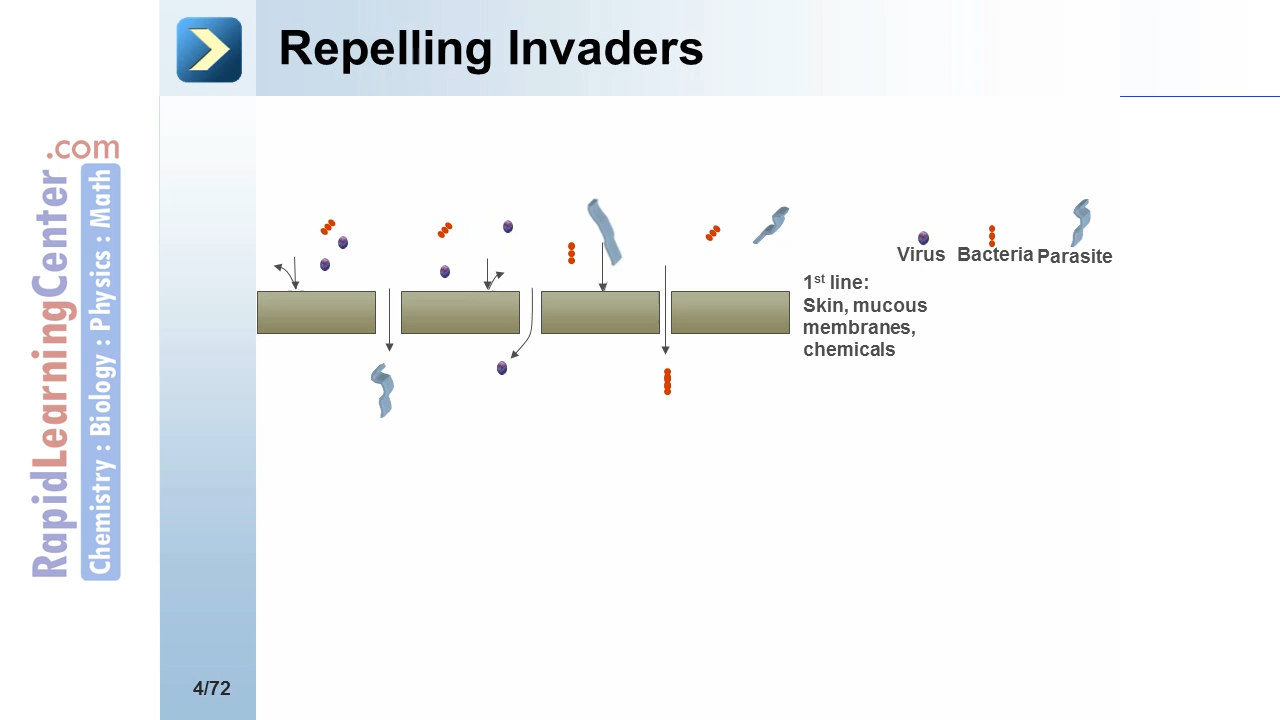 Repelling Invaders
RapidLearningCenter.com
Chemistry : Biology : Physics : Math
Virus Bacteria Parasite
1st line:
Skin, mucous
membranes,
chemicals
4/72